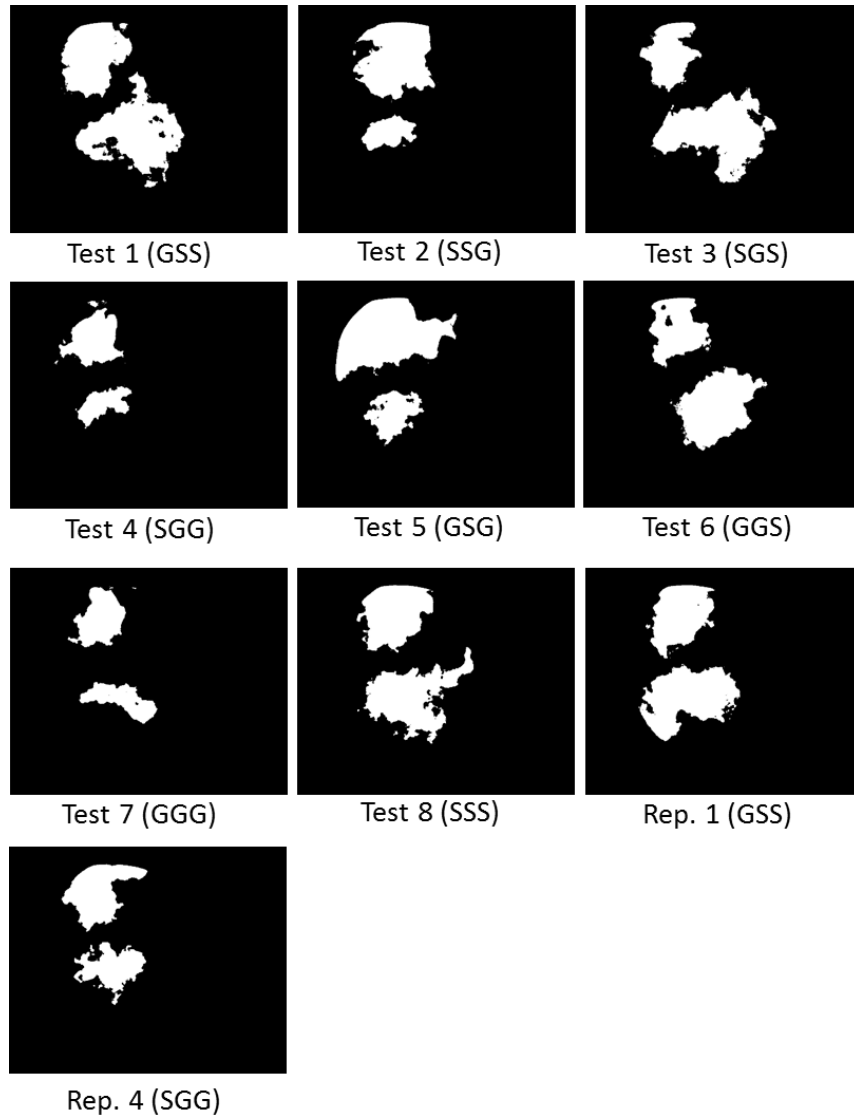 Test 1 (GSS)
Test 2 (SSG)
Test 3 (SGS)
Test 4 (SGG)
Test 5 (GSG)
Test 6 (GGS)
Test 7 (GGG)
Test 8 (SSS)
Rep. 1 (GSS)
Rep. 4 (SGG)